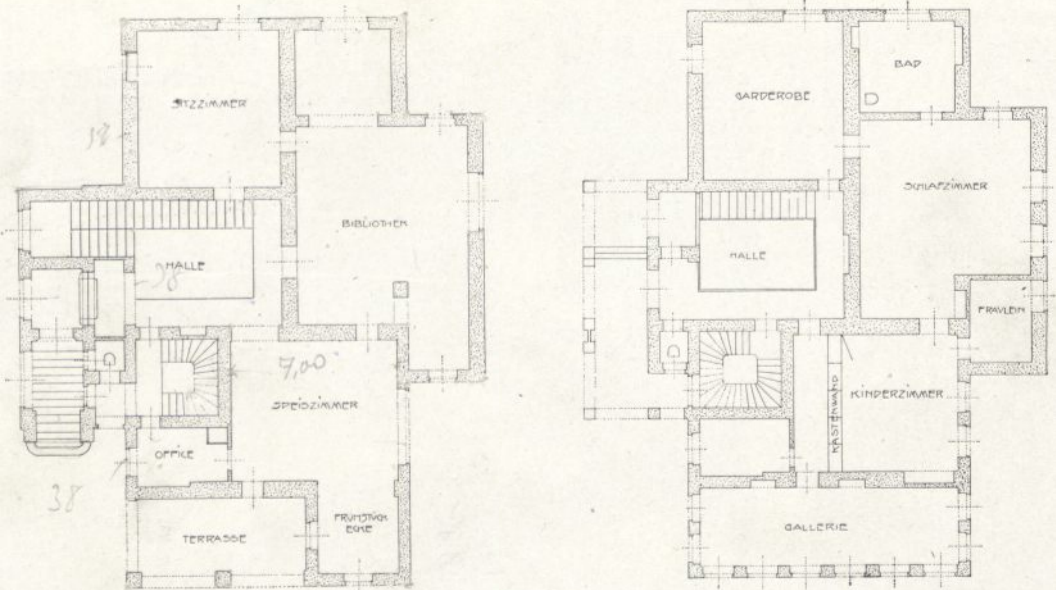 SITZZIMMER
38
BIBLIOTHEK
HALLE
38
7,00
SPEISZIMMER
OFFICE
38
TERRASSE
FRÜHSTÜCK
ECKE
GARDEROBE
BAD
SCHLAFZIMMER
HALLE
FRÄULEIN
KINDERZIMMER
KASTENWAND
GALLERIE